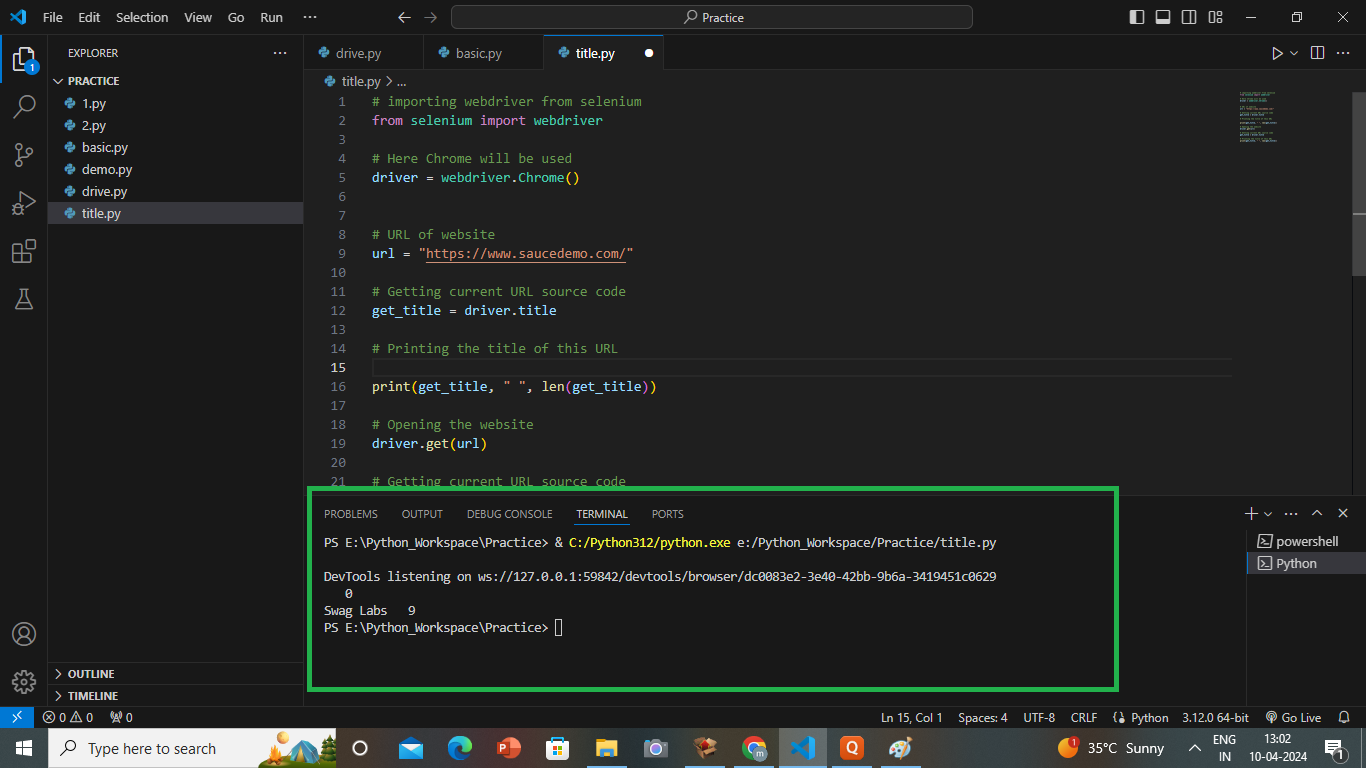 File Edit Selection View Go Run ···
Practice
EXPLORER ···
PRACTICE
1.py
2.py
basic.py
demo.py
drive.py
title.py
OUTLINE
TIMELINE
1
drive.py basic.py title.py
title.py > ...
1 # importing webdriver from selenium
2 from selenium import webdriver
3
4 # Here Chrome will be used
5 driver = webdriver.Chrome()
6
7
8 # URL of website
9 url = "https://www.saucedemo.com/"
10
11 # Getting current URL source code
12 get_title = driver.title
13
14 # Printing the title of this URL
15
16 print(get_title, " ", len(get_title))
17
18 # Opening the website
19 driver.get(url)
20
21 # Getting current URL source code
PROBLEMS OUTPUT DEBUG CONSOLE TERMINAL PORTS
PS E:\Python_Workspace\Practice> & C:/Python312/python.exe e:/Python_Workspace/Practice/title.py
DevTools listening on ws://127.0.0.1:59842/devtools/browser/dc0083e2-3e40-42bb-9b6a-3419451c0629
0
Swag Labs 9
PS E:\Python_Workspace\Practice>
powershell
Python
0 0 0
Ln 15, Col 1 Spaces: 4 UTF-8 CRLF Python 3.12.0 64-bit Go Live
Type here to search
1
35°C Sunny
ENG
IN
13:02
10-04-2024
1